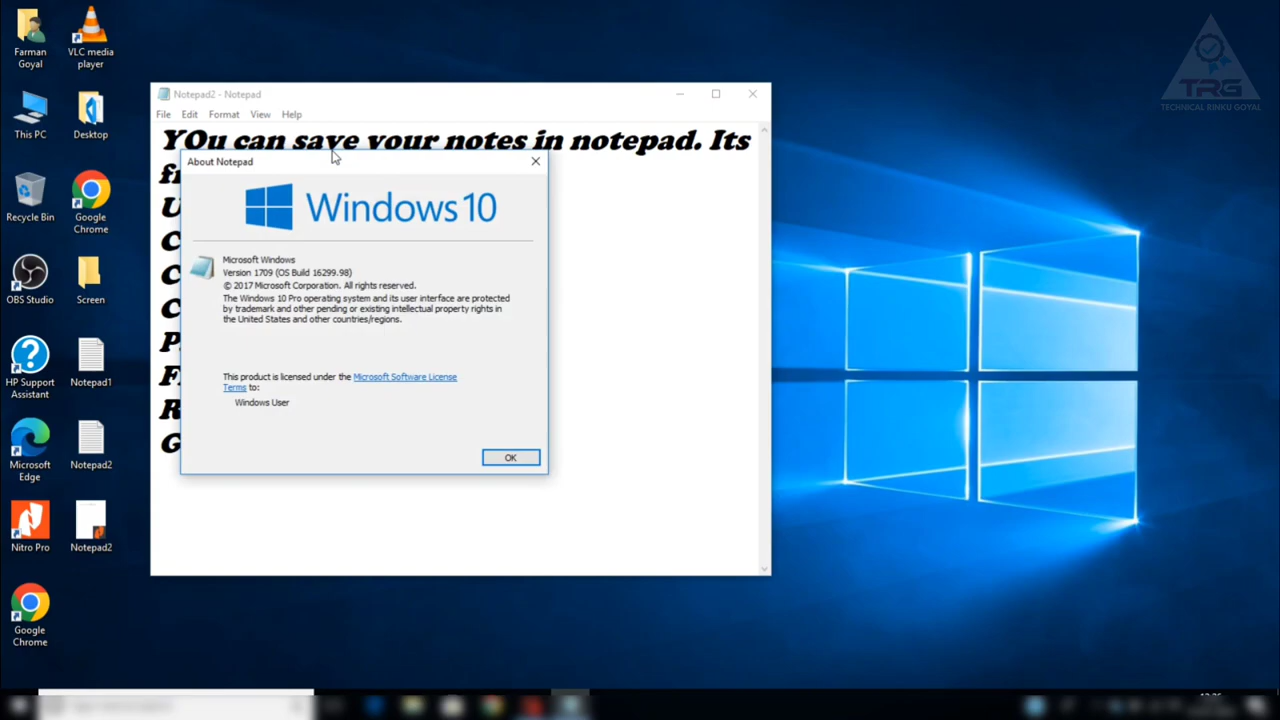 Farman
Goyal
VLC media
player
This PC
Desktop
Recycle Bin
Google
Chrome
OBS Studio
Screen
HP Support
Assistant
Notepad1
Microsoft
Edge
Notepad2
Nitro Pro
Notepad2
Google
Chrome
Notepad2 - Notepad
File Edit Format View Help
YOu can save your notes in notepad. Its
About Notepad
Windows 10
Microsoft Windows
Version 1709 (OS Build 16299.98)
© 2017 Microsoft Corporation. All rights reserved.
The Windows 10 Pro operating system and its user interface are protected
by trademark and other pending or existing intellectual property rights in
the United States and other countries/regions.
This product is licensed under the Microsoft Software License
Terms to:
Windows User
OK
TRG
TECHNICAL RINKU GOYAL